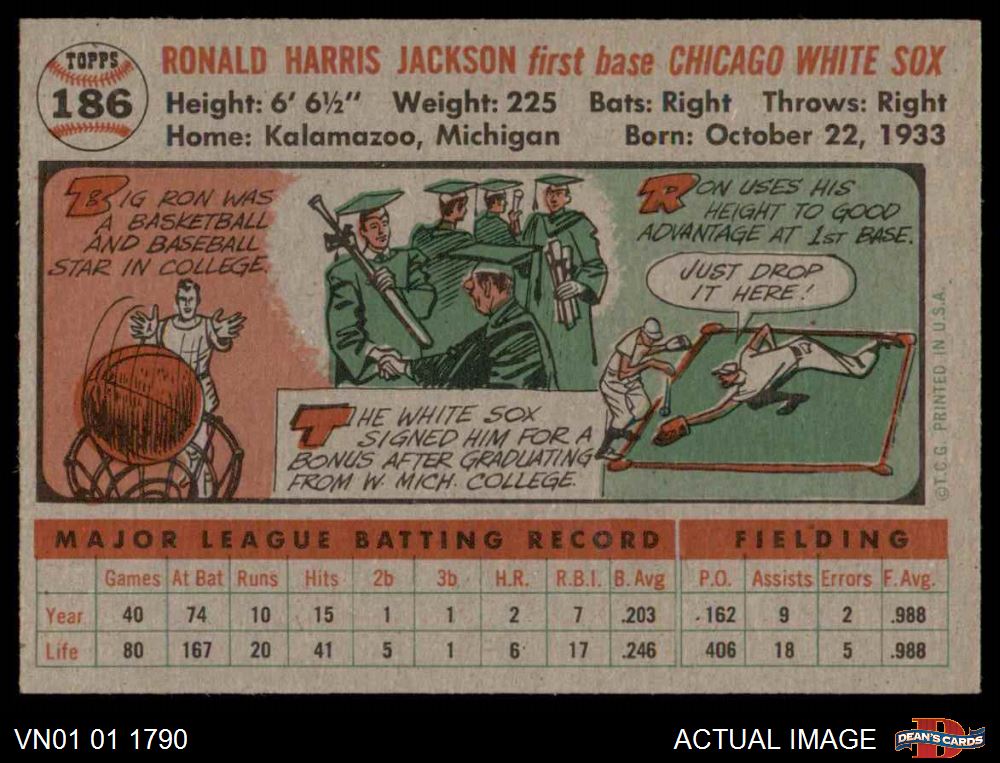 TOPPS
186
RONALD HARRIS JACKSON first base CHICAGO WHITE SOX
Height: 6' 6½" Weight: 225 Bats: Right Throws: Right
Home: Kalamazoo, Michigan Born: October 22, 1933
BIG RON WAS
A BASKETBALL
AND BASEBALL
STAR IN COLLEGE.
THE WHITE SOX
SIGNED HIM FOR A
BONUS AFTER GRADUATING
FROM W. MICH. COLLEGE.
RON USES HIS
HEIGHT TO GOOD
ADVANTAGE AT 1ST BASE.
JUST DROP
IT HERE!
©T.C.G. PRINTED IN U.S.A.
MAJOR LEAGUE BATTING RECORD FIELDING
Games At Bat Runs Hits 2b 3b H.R. R.B.I. B. Avg P.O. Assists Errors F. Avg.
Year 40 74 10 15 1 1 2 7 .203 162 9 2 .988
Life 80 167 20 41 5 1 6 17 .246 406 18 5 .988
VN01 01 1790
ACTUAL IMAGE
DEAN'S CARDS